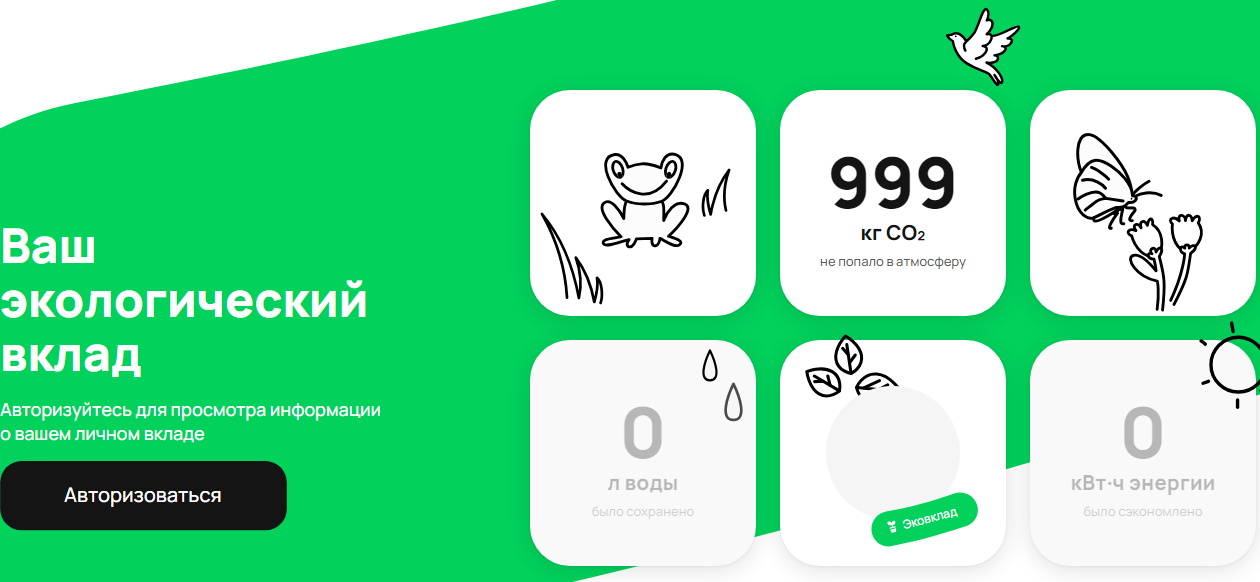 Ваш
экологический
вклад
Авторизуйтесь для просмотра информации
о вашем личном вкладе
Авторизоваться
999
кг CO₂
не попало в атмосферу
0
л воды
было сохранено
Эковклад
0
кВт·ч энергии
было сэкономлено